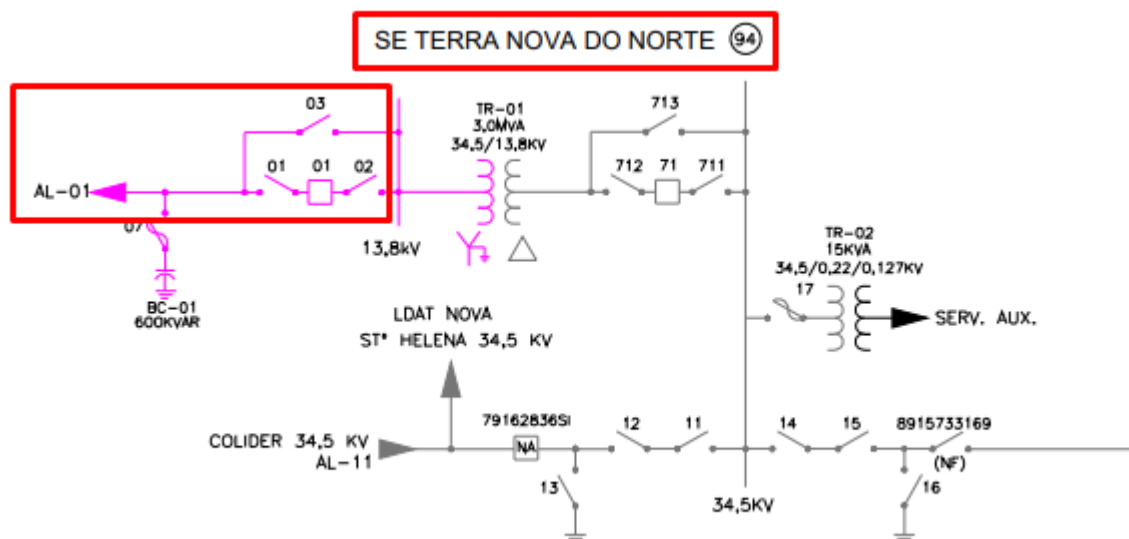 SE TERRA NOVA DO NORTE 94
03
TR-01
3,0MVA
34,5/13,8KV
713
01 01 02
712 71 711
AL-01
07
13,8kV
BC-01
600KVAR
TR-02
15KVA
34,5/0,22/0,127KV
17
SERV. AUX.
LDAT NOVA
STª HELENA 34,5 KV
79162836SI
12 11 14 15 8915733169
COLIDER 34,5 KV
AL-11
NA
(NF)
13
16
34,5KV